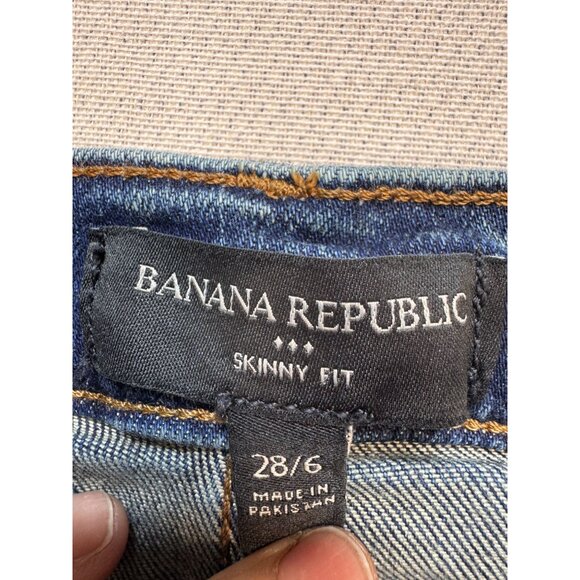 BANANA REPUBLIC
SKINNY FIT
28/6
MADE IN
PAKISTAN